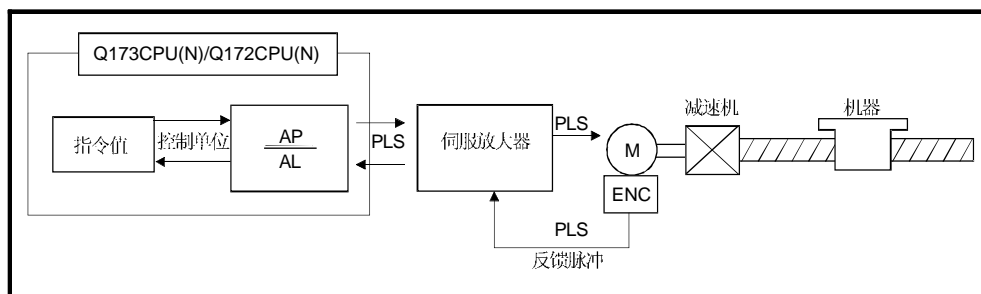 Q173CPU(N)/Q172CPU(N)
指令值
控制单位
AP
AL
PLS
伺服放大器
PLS
M
ENC
减速机
机器
PLS
反馈脉冲